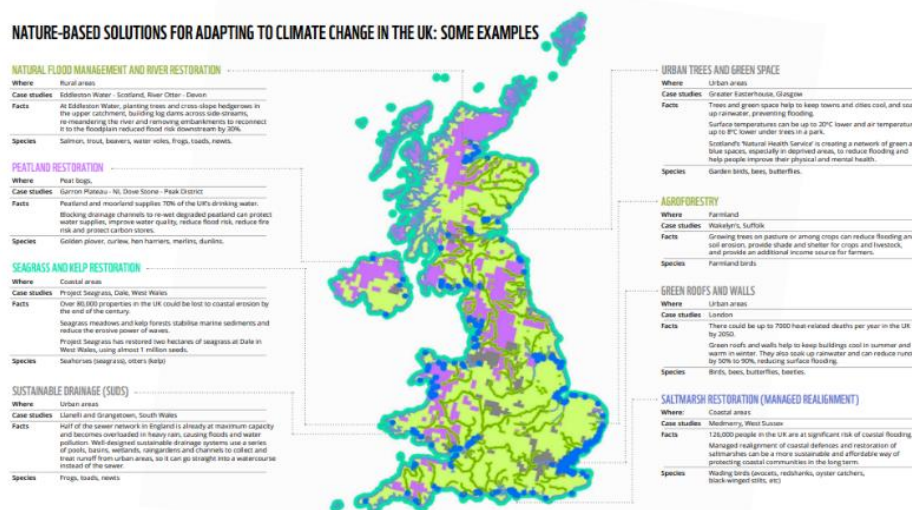 NATURE-BASED SOLUTIONS FOR ADAPTING TO CLIMATE CHANGE IN THE UK: SOME EXAMPLES
NATURAL FLOOD MANAGEMENT AND RIVER RESTORATION
Where Rural areas
Case studies Eddleston Water - Scotland, River Otter - Devon
Facts At Eddleston Water, planting trees and cross-slope hedgerows in
the upper catchment, building log dams across side-streams,
re-meandering the river and removing embankments to reconnect
it to the floodplain reduced flood risk downstream by 30%.
Species Salmon, trout, beavers, water voles, frogs, toads, newts.
PEATLAND RESTORATION
Where Peat bogs,
Case studies Garron Plateau - NI, Dove Stone - Peak District
Facts Peatland and moorland supplies 70% of the UK's drinking water.
Blocking drainage channels to re-wet degraded peatland can protect
water supplies, improve water quality, reduce flood risk, reduce fire
risk and protect carbon stores.
Species Golden plover, curlew, hen harriers, merlins, dunlins.
SEAGRASS AND KELP RESTORATION
Where Coastal areas
Case studies Project Seagrass, Dale, West Wales
Facts Over 80,000 properties in the UK could be lost to coastal erosion by
the end of the century.
Seagrass meadows and kelp forests stabilise marine sediments and
reduce the erosive power of waves.
Project Seagrass has restored two hectares of seagrass at Dale in
West Wales, using almost 1 million seeds.
Species Seahorses (seagrass), otters (kelp)
SUSTAINABLE DRAINAGE (SUDS)
Where Urban areas
Case studies Llanelli and Grangetown, South Wales
Facts Half of the sewer network in England is already at maximum capacity
and becomes overloaded in heavy rain, causing floods and water
pollution. Well-designed sustainable drainage systems use a series
of pools, basins, wetlands, raingardens and channels to collect and
treat runoff from urban areas, so it can go straight into a watercourse
instead of the sewer.
Species Frogs, toads, newts
URBAN TREES AND GREEN SPACE
Where Urban areas
Case studies Greater Easterhouse, Glasgow
Facts Trees and green space help to keep towns and cities cool, and
up rainwater, preventing flooding.
Surface temperatures can be up to 20°C lower and air
up to 8°C lower under trees in a park.
Scotland's 'Natural Health Service' is creating a network of green
blue spaces, especially in deprived areas, to reduce flooding and
help people improve their physical and mental health.
Species Garden birds, bees, butterflies.
AGROFORESTRY
Where Farmland
Case studies Wakelyn's, Suffolk
Facts Growing trees on pasture or among crops can reduce flooding
soil erosion, provide shade and shelter for crops and livestock,
and provide an additional income source for farmers.
Species Farmland birds
GREEN ROOFS AND WALLS
Where Urban areas
Case studies London
Facts There could be up to 7000 heat-related deaths per year in the UK
by 2050.
Green roofs and walls help to keep buildings cool in summer and
warm in winter. They also soak up rainwater and can reduce
by 50% to 90%, reducing surface flooding.
Species Birds, bees, butterflies, beetles.
SALTMARSH RESTORATION (MANAGED REALIGNMENT)
Where: Coastal areas
Case studies Medmerry, West Sussex
Facts 126,000 people in the UK are at significant risk of coastal flooding.
Managed realignment of coastal defences and restoration of
saltmarshes can be a more sustainable and affordable way of
protecting coastal communities in the long term.
Species Wading birds (avocets, redshanks, oyster catchers,
black-winged stilts, etc)